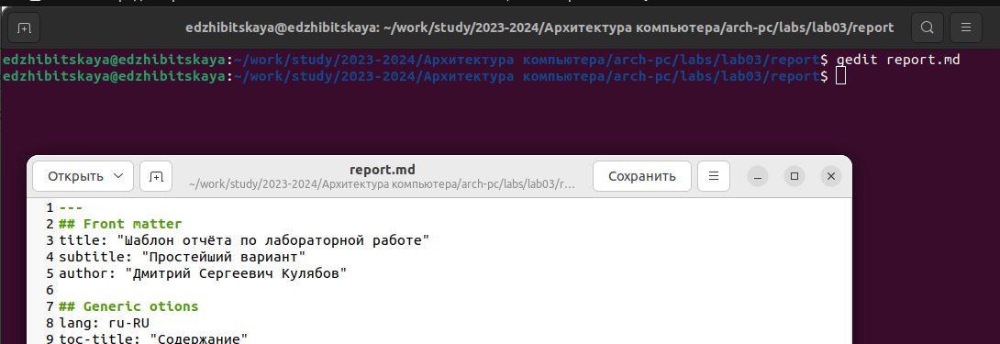 edzhibitskaya@edzhibitskaya: ~/work/study/2023-2024/Архитектура компьютера/arch-pc/labs/lab03/report
edzhibitskaya@edzhibitskaya:~/work/study/2023-2024/Архитектура компьютера/arch-pc/labs/lab03/report$ gedit report.md
edzhibitskaya@edzhibitskaya:~/work/study/2023-2024/Архитектура компьютера/arch-pc/labs/lab03/report$
Открыть
report.md
~/work/study/2023-2024/Архитектура компьютера/arch-pc/labs/lab03/r…
Сохранить
1 ---
2 ## Front matter
3 title: "Шаблон отчёта по лабораторной работе"
4 subtitle: "Простейший вариант"
5 author: "Дмитрий Сергеевич Кулябов"
6
7 ## Generic otions
8 lang: ru-RU
9 toc-title: "Содержание"